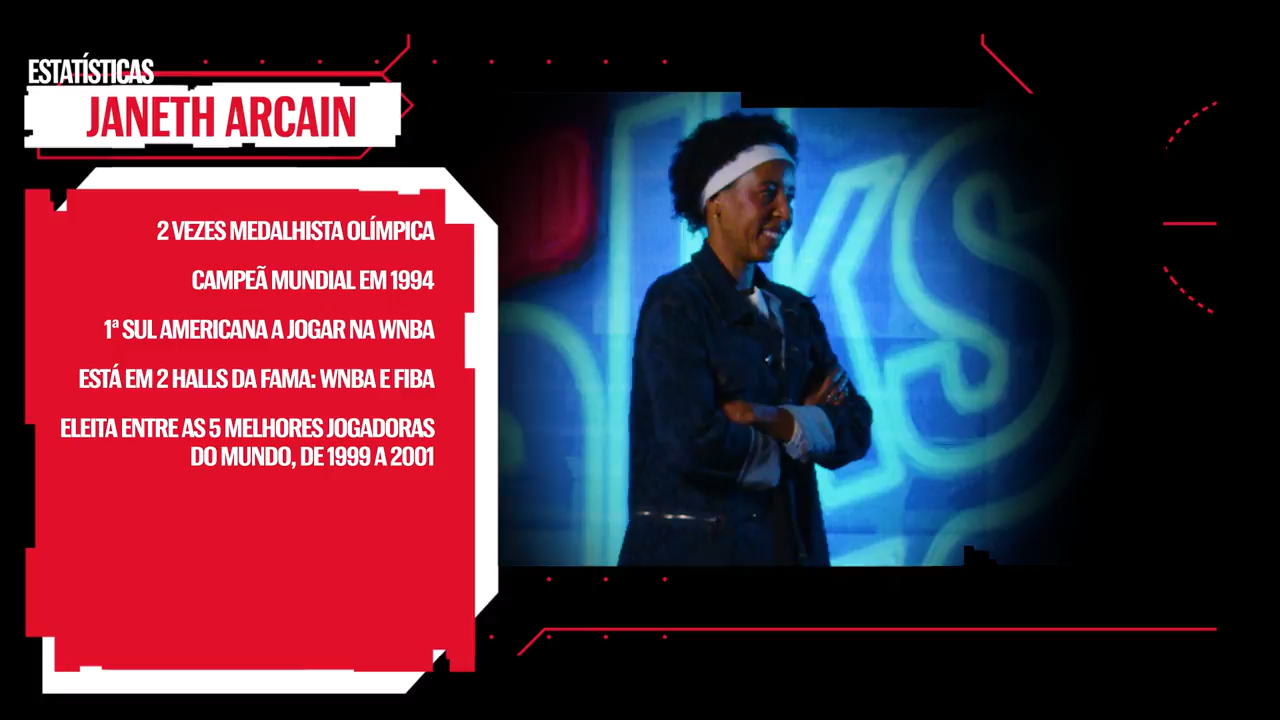 ESTATÍSTICAS
JANETH ARCAIN
2 VEZES MEDALHISTA OLÍMPICA
CAMPEÃ MUNDIAL EM 1994
1ª SUL AMERICANA A JOGAR NA WNBA
ESTÁ EM 2 HALLS DA FAMA: WNBA E FIBA
ELEITA ENTRE AS 5 MELHORES JOGADORAS
DO MUNDO, DE 1999 A 2001